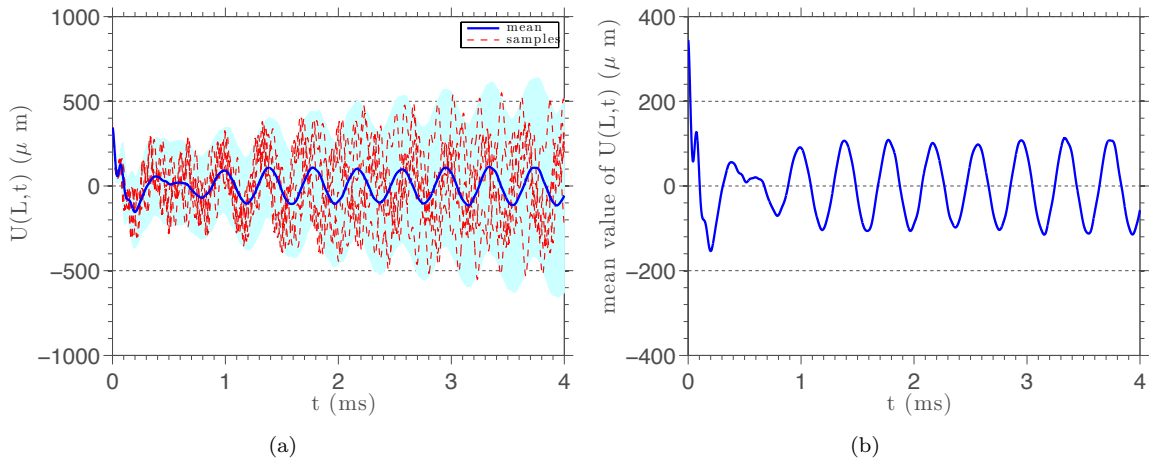 U(L,t) (μ m)
1000
500
0
−500
−1000
mean
samples
0 1 2 3 4
t (ms)
(a)
mean value of U(L,t) (μ m)
400
200
0
−200
−400
0 1 2 3 4
t (ms)
(b)